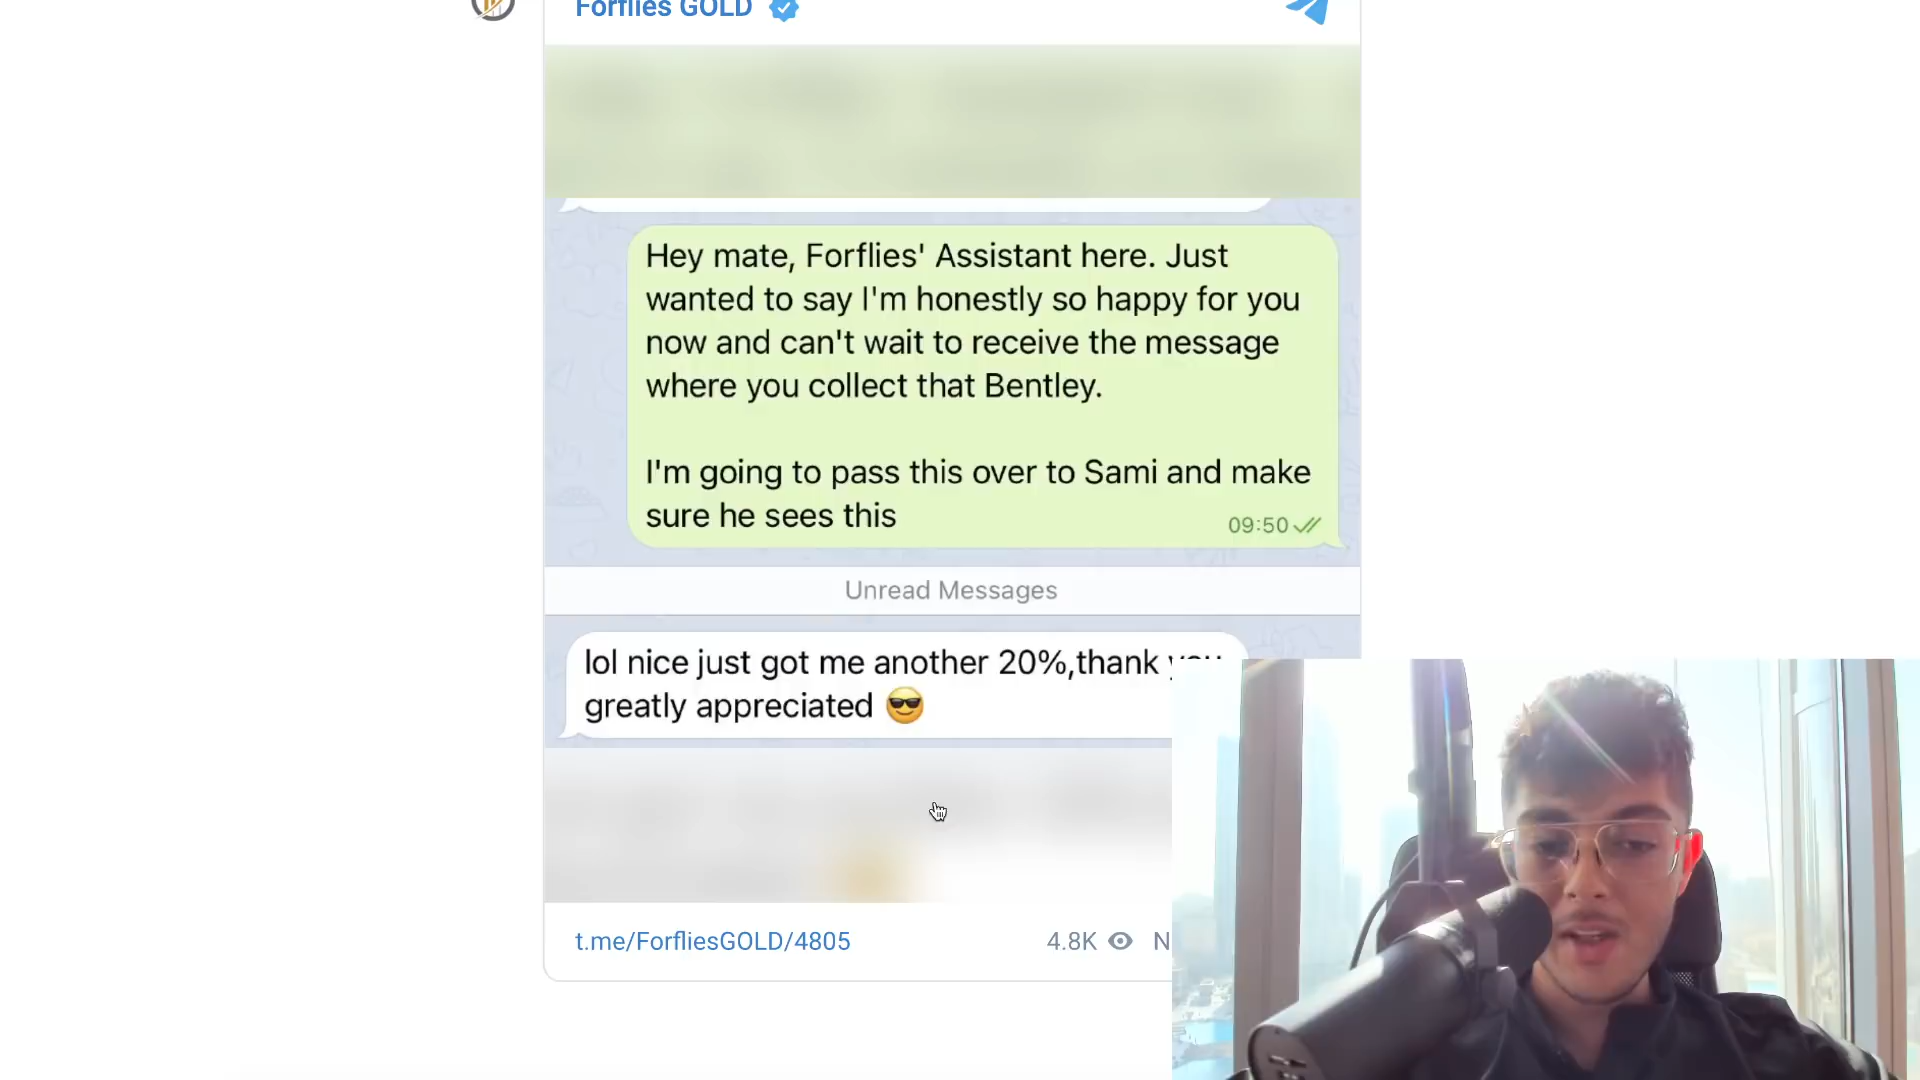 Forflies GOLD
Hey mate, Forflies' Assistant here. Just
wanted to say I'm honestly so happy for you
now and can't wait to receive the message
where you collect that Bentley.
I'm going to pass this over to Sami and make
sure he sees this
09:50
Unread Messages
lol nice just got me another 20%,thank you
greatly appreciated 😎
t.me/ForfliesGOLD/4805
4.8K
N